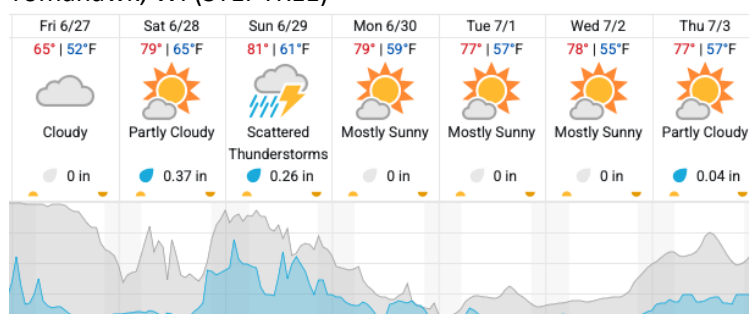 Fri 6/27 Sat 6/28 Sun 6/29 Mon 6/30 Tue 7/1 Wed 7/2 Thu 7/3
65° | 52°F 79° | 65°F 81° | 61°F 79° | 59°F 77° | 57°F 78° | 55°F 77° | 57°F
Cloudy Partly Cloudy Scattered Mostly Sunny Mostly Sunny Mostly Sunny Partly Cloudy
Thunderstorms
0 in 0.37 in 0.26 in 0 in 0 in 0 in 0.04 in